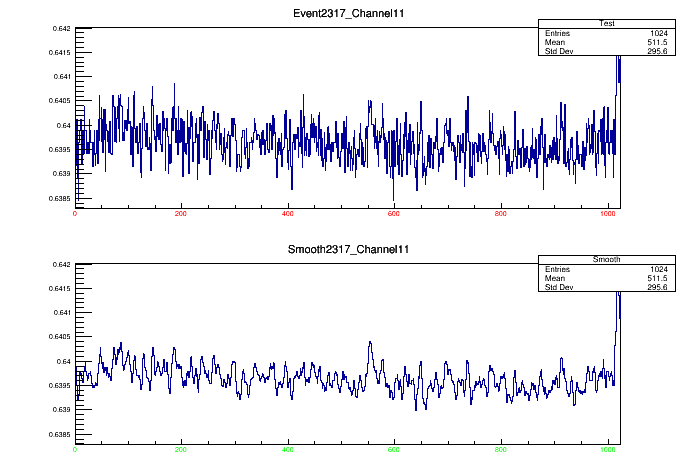 Event2317_Channel11
Test
Entries 1024
Mean 511.5
Std Dev 295.6
0.642
0.6415
0.641
0.6405
0.64
0.6395
0.639
0.6385
0 200 400 600 800 1000
Smooth2317_Channel11
Smooth
Entries 1024
Mean 511.5
Std Dev 295.6
0.642
0.6415
0.641
0.6405
0.64
0.6395
0.639
0.6385
0 200 400 600 800 1000